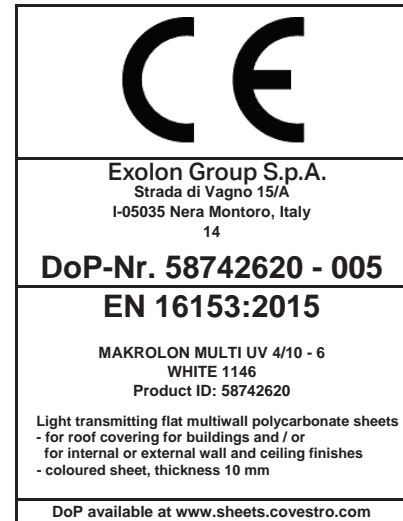 CE
Exolon Group S.p.A.
Strada di Vagno 15/A
I-05035 Nera Montoro, Italy
14
DoP-Nr. 58742620 - 005
EN 16153:2015
MAKROLON MULTI UV 4/10 - 6
WHITE 1146
Product ID: 58742620
Light transmitting flat multiwall polycarbonate sheets
- for roof covering for buildings and / or
for internal or external wall and ceiling finishes
- coloured sheet, thickness 10 mm
DoP available at www.sheets.covestro.com